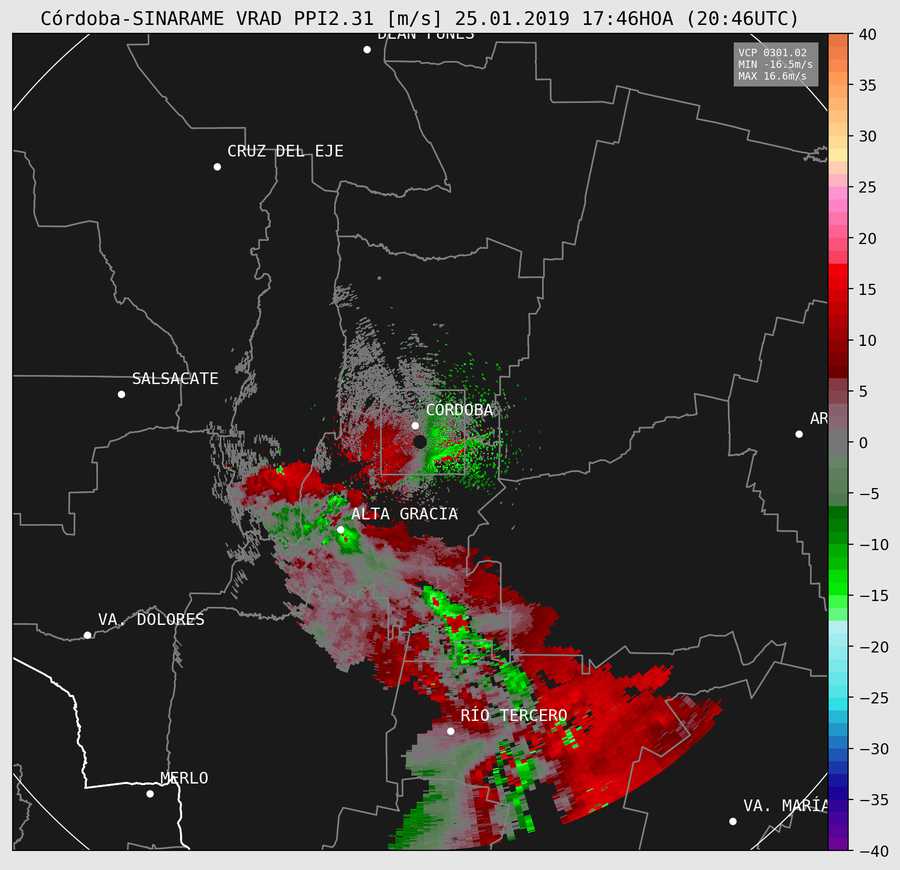 Córdoba-SINARAME VRAD PPI2.31 [m/s] 25.01.2019 17:46HOA (20:46UTC)
DEÁN FUNES
VCP 0301.02
MIN -16.5m/s
MAX 16.6m/s
CRUZ DEL EJE
SALSACATE
CÓRDOBA
AR
ALTA GRACIA
VA. DOLORES
RÍO TERCERO
MERLO
VA. MARÍA
40
35
30
25
20
15
10
5
0
−5
−10
−15
−20
−25
−30
−35
−40